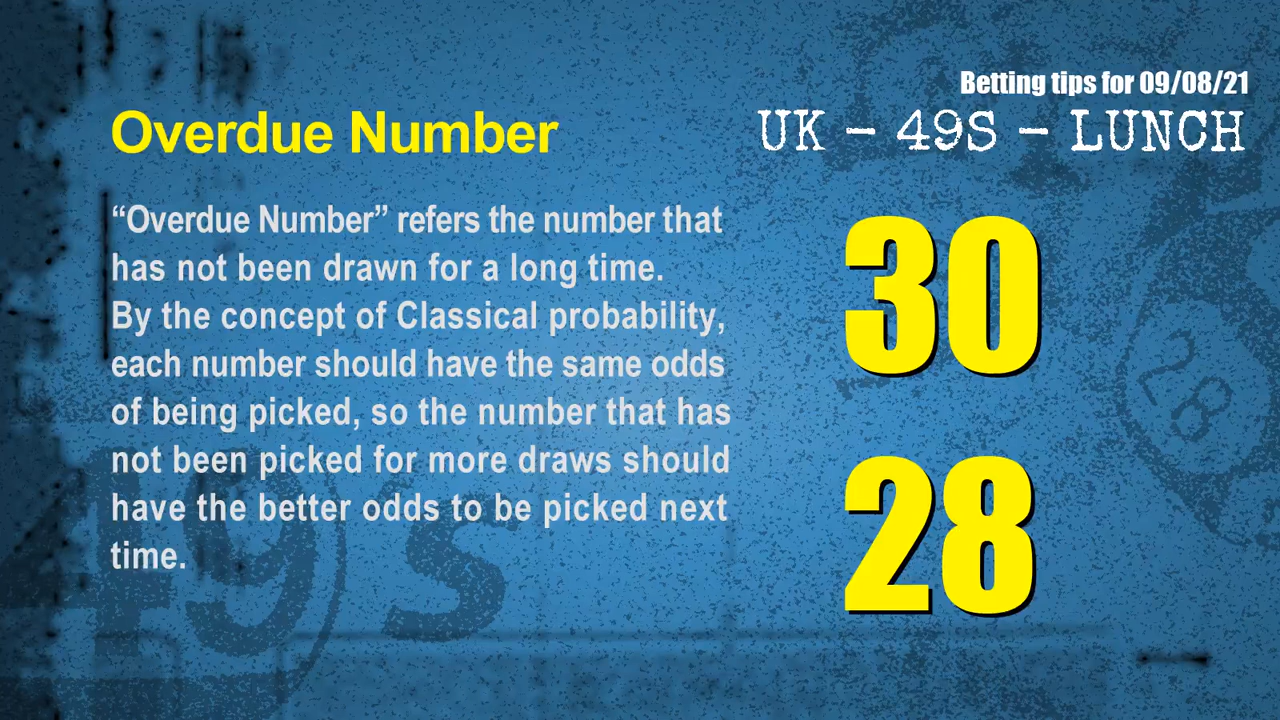 Betting tips for 09/08/21
UK - 49S - LUNCH
Overdue Number
“Overdue Number” refers the number that
has not been drawn for a long time.
By the concept of Classical probability,
each number should have the same odds
of being picked, so the number that has
not been picked for more draws should
have the better odds to be picked next
time.
30
28
28
49's